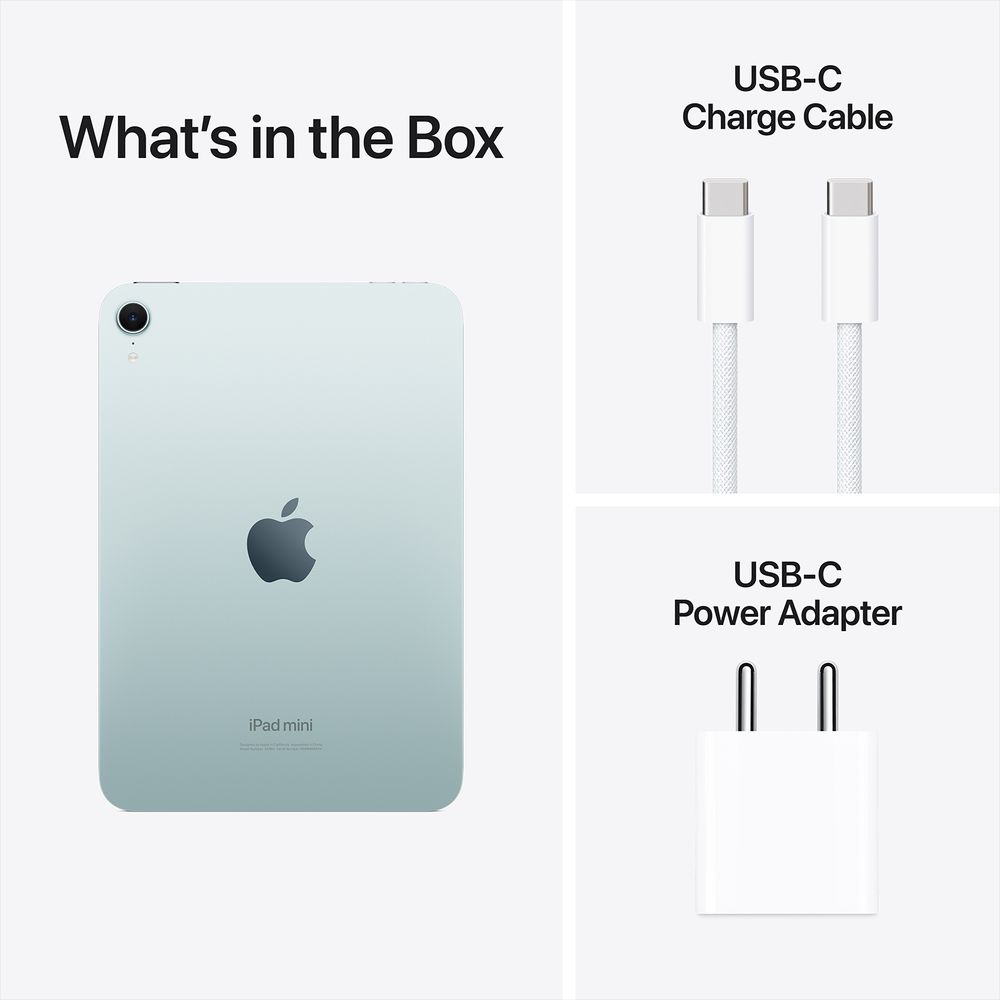 What's in the Box
iPad mini
USB-C
Charge Cable
USB-C
Power Adapter